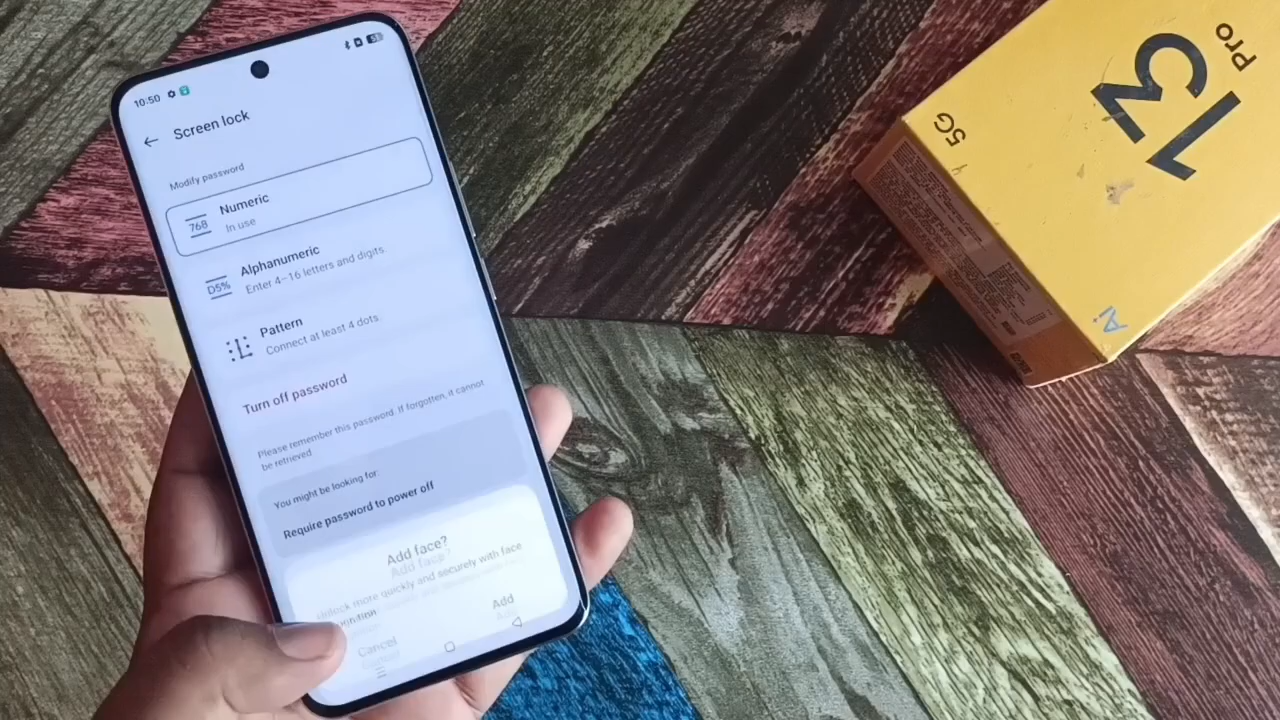 10:50
53
Screen lock
Modify password
768
Numeric
In use
D5%
Alphanumeric
Enter 4–16 letters and digits.
Pattern
Connect at least 4 dots.
Turn off password
Please remember this password. If forgotten, it cannot
be retrieved
You might be looking for:
Require password to power off
Add face?
Unlock more quickly and securely with face
Cancel
Add
13
Pro
5G
Ai